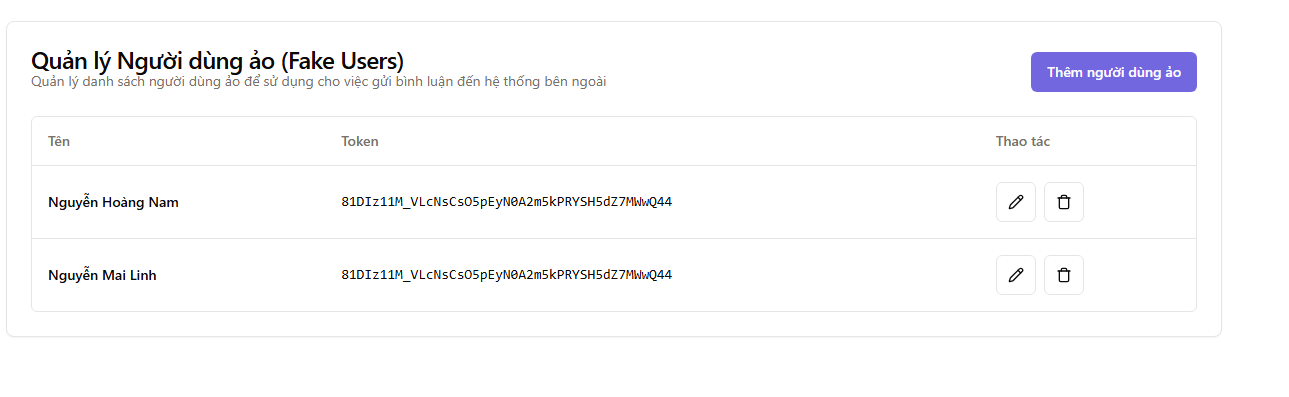 Quản lý Người dùng ảo (Fake Users)
Quản lý danh sách người dùng ảo để sử dụng cho việc gửi bình luận đến hệ thống bên ngoài
Thêm người dùng ảo
Tên Token Thao tác
Nguyễn Hoàng Nam 81DIz11M_VLcNsCsO5pEyN0A2m5kPRYSH5dZ7MWwQ44
Nguyễn Mai Linh 81DIz11M_VLcNsCsO5pEyN0A2m5kPRYSH5dZ7MWwQ44